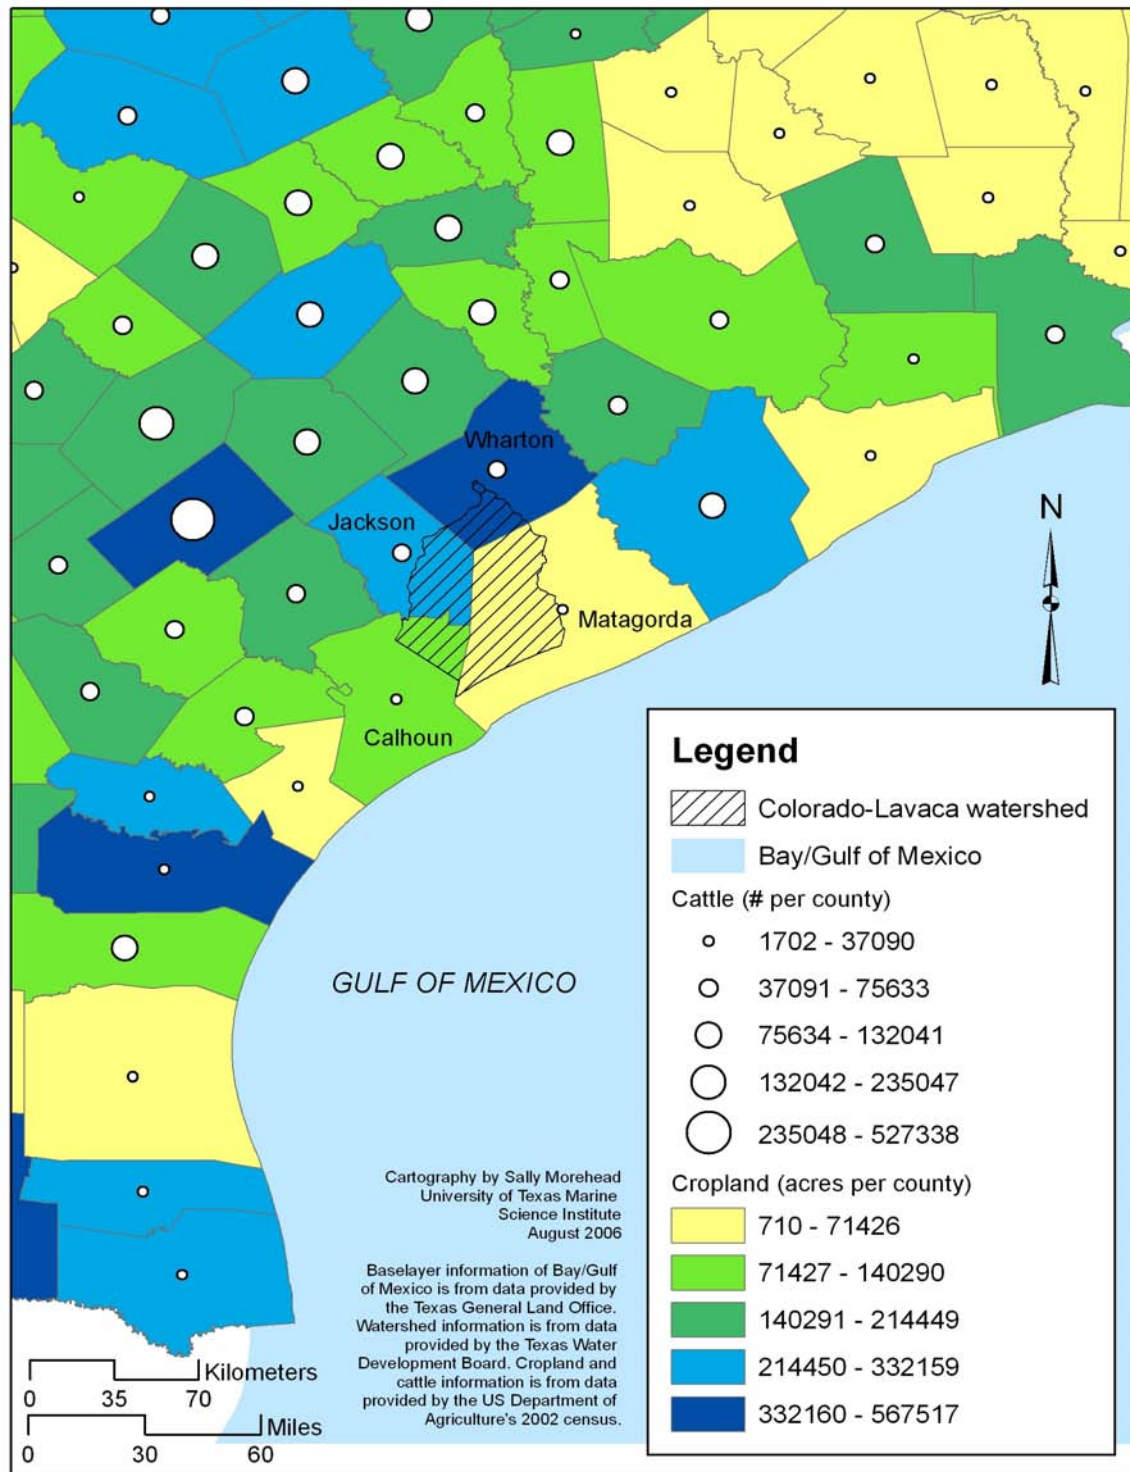 Wharton
Jackson
Matagorda
Calhoun
N
GULF OF MEXICO
Legend
Colorado-Lavaca watershed
Bay/Gulf of Mexico
Cattle (# per county)
1702 - 37090
37091 - 75633
75634 - 132041
132042 - 235047
235048 - 527338
Cropland (acres per county)
710 - 71426
71427 - 140290
140291 - 214449
214450 - 332159
332160 - 567517
Cartography by Sally Morehead
University of Texas Marine
Science Institute
August 2006
Baselayer information of Bay/Gulf
of Mexico is from data provided by
the Texas General Land Office.
Watershed information is from data
provided by the Texas Water
Development Board. Cropland and
cattle information is from data
provided by the US Department of
Agriculture's 2002 census.
Kilometers
0 35 70
Miles
0 30 60